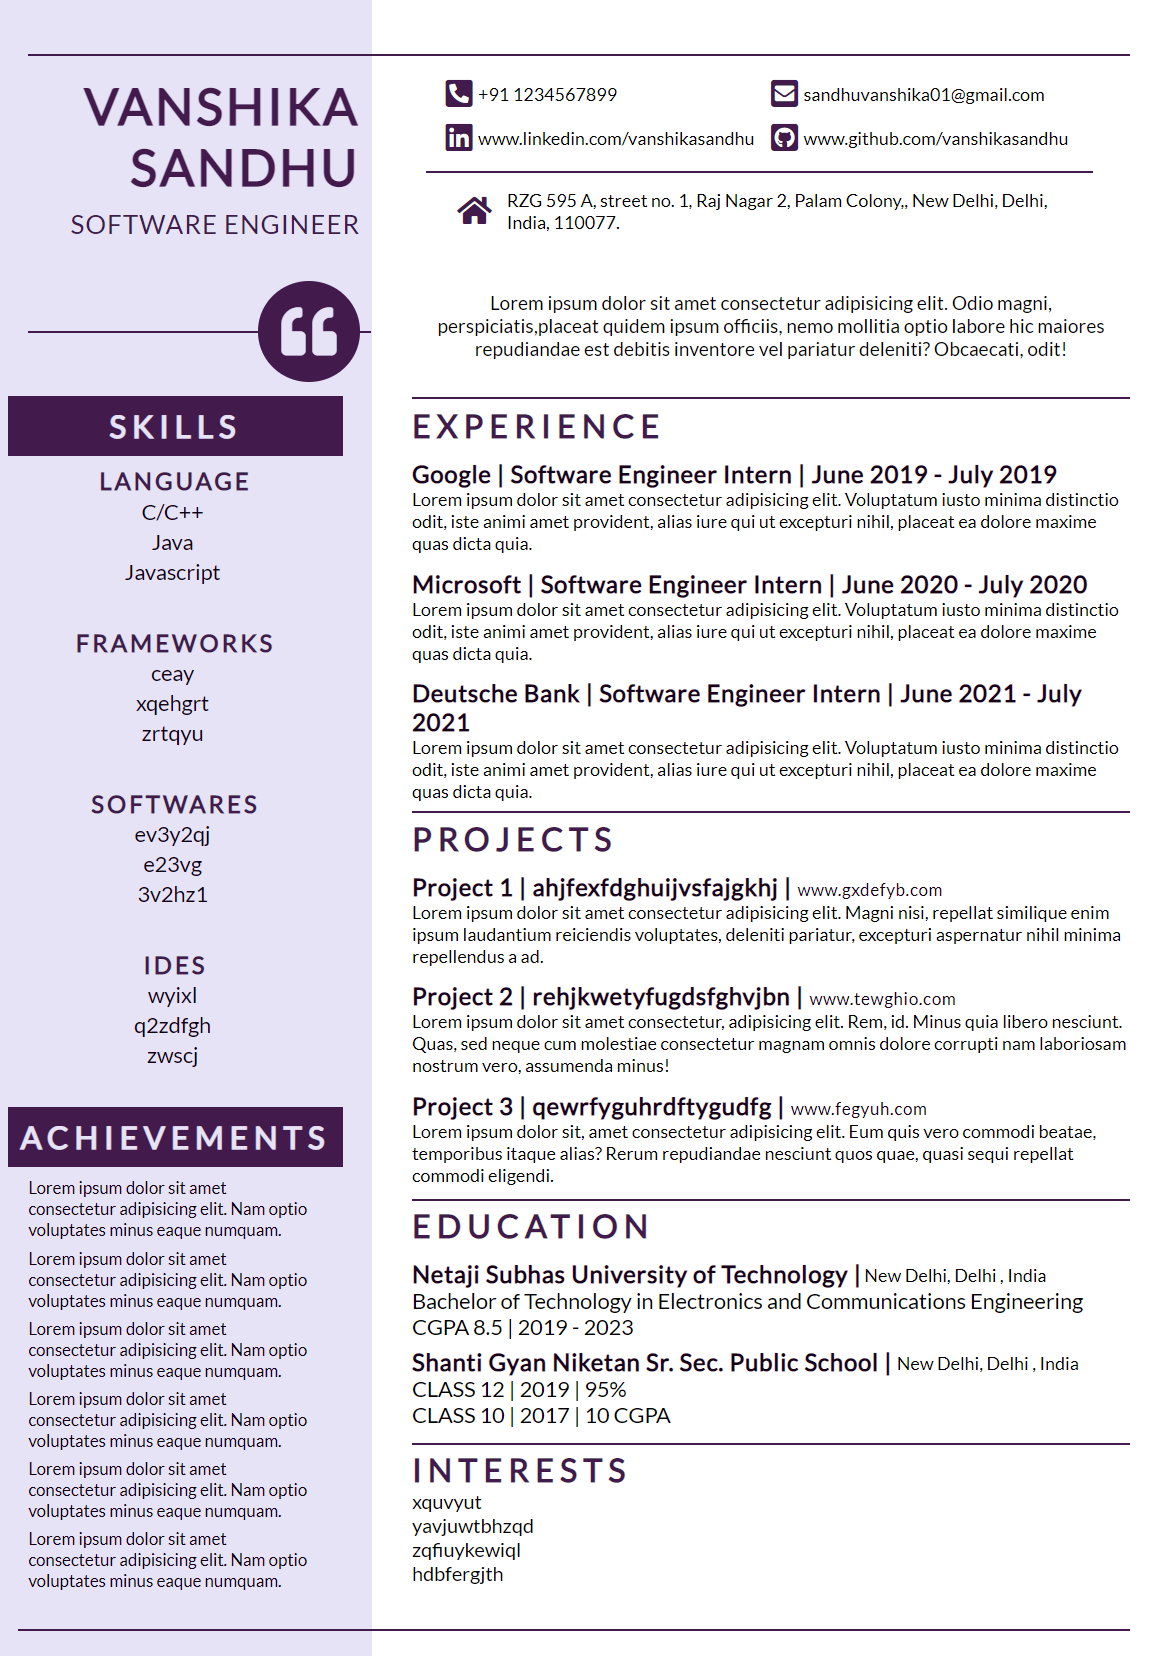 VANSHIKA
SANDHU
SOFTWARE ENGINEER
+91 1234567899
sandhuvanshika01@gmail.com
www.linkedin.com/vanshikasandhu
www.github.com/vanshikasandhu
RZG 595 A, street no. 1, Raj Nagar 2, Palam Colony,, New Delhi, Delhi,
India, 110077.
Lorem ipsum dolor sit amet consectetur adipisicing elit. Odio magni,
perspiciatis,placeat quidem ipsum officiis, nemo mollitia optio labore hic maiores
repudiandae est debitis inventore vel pariatur deleniti? Obcaecati, odit!
SKILLS
LANGUAGE
C/C++
Java
Javascript
FRAMEWORKS
ceay
xqehgrt
zrtqyu
SOFTWARES
ev3y2qj
e23vg
3v2hz1
IDES
wyixl
q2zdfgh
zwscj
ACHIEVEMENTS
Lorem ipsum dolor sit amet
consectetur adipisicing elit. Nam optio
voluptates minus eaque numquam.
Lorem ipsum dolor sit amet
consectetur adipisicing elit. Nam optio
voluptates minus eaque numquam.
Lorem ipsum dolor sit amet
consectetur adipisicing elit. Nam optio
voluptates minus eaque numquam.
Lorem ipsum dolor sit amet
consectetur adipisicing elit. Nam optio
voluptates minus eaque numquam.
Lorem ipsum dolor sit amet
consectetur adipisicing elit. Nam optio
voluptates minus eaque numquam.
Lorem ipsum dolor sit amet
consectetur adipisicing elit. Nam optio
voluptates minus eaque numquam.
EXPERIENCE
Google | Software Engineer Intern | June 2019 - July 2019
Lorem ipsum dolor sit amet consectetur adipisicing elit. Voluptatum iusto minima distinctio
odit, iste animi amet provident, alias iure qui ut excepturi nihil, placeat ea dolore maxime
quas dicta quia.
Microsoft | Software Engineer Intern | June 2020 - July 2020
Lorem ipsum dolor sit amet consectetur adipisicing elit. Voluptatum iusto minima distinctio
odit, iste animi amet provident, alias iure qui ut excepturi nihil, placeat ea dolore maxime
quas dicta quia.
Deutsche Bank | Software Engineer Intern | June 2021 - July
2021
Lorem ipsum dolor sit amet consectetur adipisicing elit. Voluptatum iusto minima distinctio
odit, iste animi amet provident, alias iure qui ut excepturi nihil, placeat ea dolore maxime
quas dicta quia.
PROJECTS
Project 1 | ahjfexfdghuijvsfajgkhj | www.gxdefyb.com
Lorem ipsum dolor sit amet consectetur adipisicing elit. Magni nisi, repellat similique enim
ipsum laudantium reiciendis voluptates, deleniti pariatur, excepturi aspernatur nihil minima
repellendus a ad.
Project 2 | rehjkwetyfugdsfghvjbn | www.tewghio.com
Lorem ipsum dolor sit amet consectetur, adipisicing elit. Rem, id. Minus quia libero nesciunt.
Quas, sed neque cum molestiae consectetur magnam omnis dolore corrupti nam laboriosam
nostrum vero, assumenda minus!
Project 3 | qewrfyguhrdftygudfg | www.fegyuh.com
Lorem ipsum dolor sit, amet consectetur adipisicing elit. Eum quis vero commodi beatae,
temporibus itaque alias? Rerum repudiandae nesciunt quos quae, quasi sequi repellat
commodi eligendi.
EDUCATION
Netaji Subhas University of Technology | New Delhi, Delhi , India
Bachelor of Technology in Electronics and Communications Engineering
CGPA 8.5 | 2019 - 2023
Shanti Gyan Niketan Sr. Sec. Public School | New Delhi, Delhi , India
CLASS 12 | 2019 | 95%
CLASS 10 | 2017 | 10 CGPA
INTERESTS
xquvyut
yavjuwtbhzqd
zqfiuykewiql
hdbfergjth